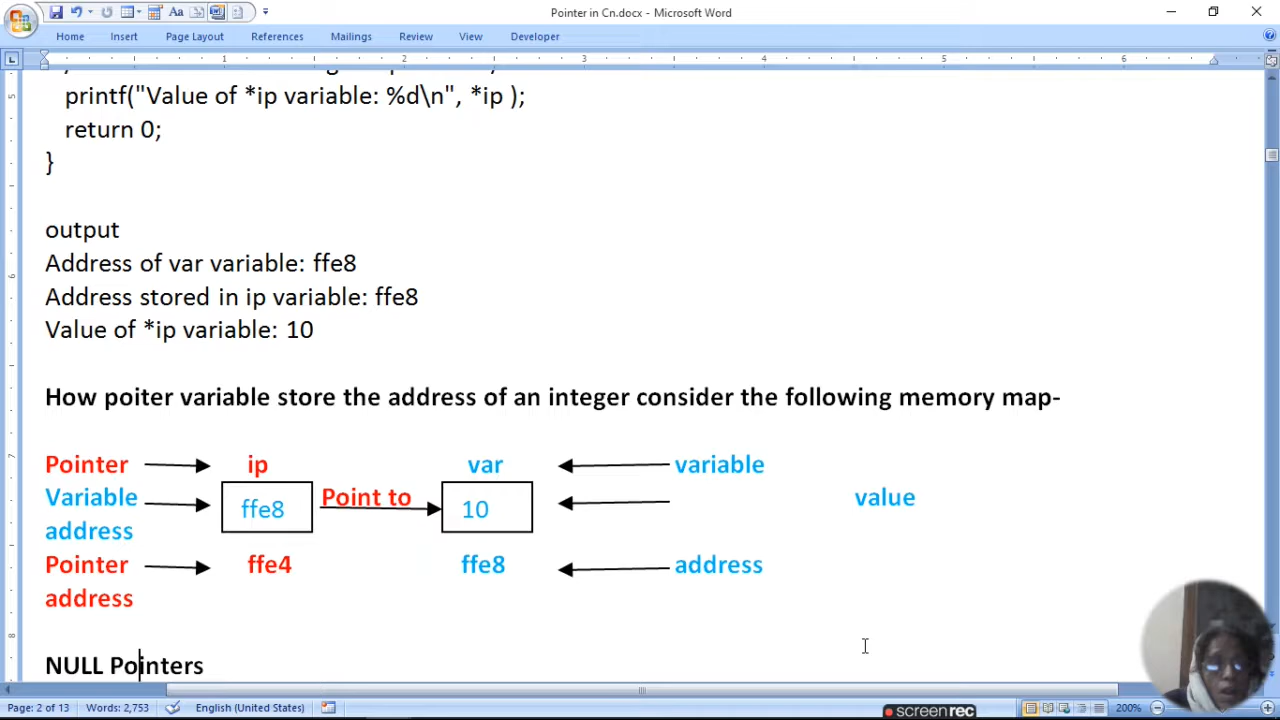 Pointer in Cn.docx - Microsoft Word
Home Insert Page Layout References Mailings Review View Developer
printf("Value of *ip variable: %d\n", *ip );
return 0;
}
output
Address of var variable: ffe8
Address stored in ip variable: ffe8
Value of *ip variable: 10
How poiter variable store the address of an integer consider the following memory map-
Pointer ip var variable
Variable ffe8 Point to 10 value
address
Pointer ffe4 ffe8 address
address
NULL Pointers
Page: 2 of 13 Words: 2,753 English (United States) 200%
screenrec